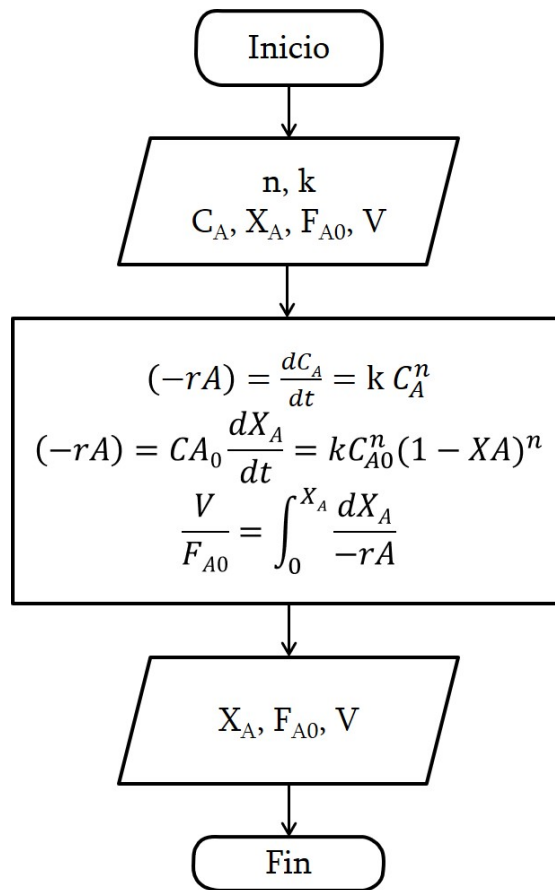 Inicio
n, k
C_A, X_A, F_A0, V
(−rA) = dC_A/dt = k C_A^n
(−rA) = CA_0 dX_A/dt = kC_A0^n(1 − XA)^n
V/F_A0 = ∫_0^X_A dX_A/−rA
X_A, F_A0, V
Fin